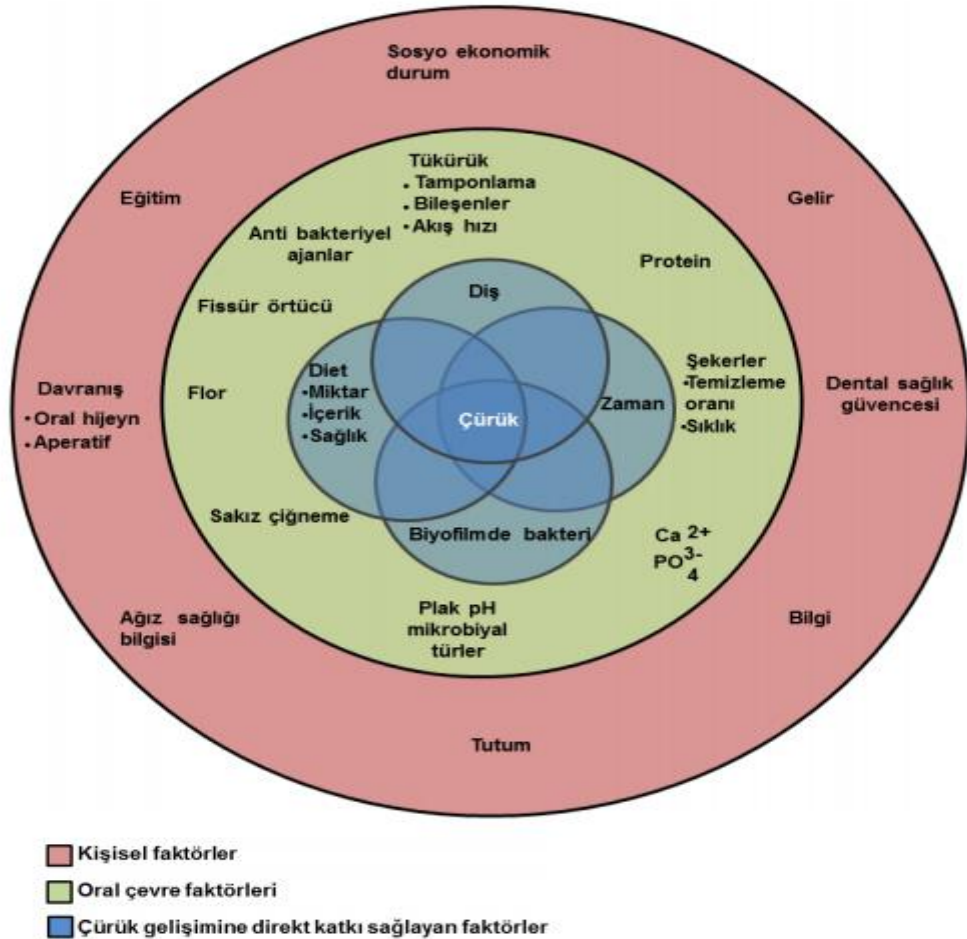 Sosyo ekonomik
durum
Eğitim
Gelir
Tükürük
• Tamponlama
• Bileşenler
• Akış hızı
Anti bakteriyel
ajanlar
Protein
Fissür örtücü
Diş
Davranış
• Oral hijeyn
• Aperatif
Flor
Diet
• Miktar
• İçerik
• Sağlık
Çürük
Zaman
Şekerler
• Temizleme
oranı
• Sıklık
Dental sağlık
güvencesi
Sakız çiğneme
Biyofilmde bakteri
Ca 2+
PO 3-
4
Ağız sağlığı
bilgisi
Plak pH
mikrobiyal
türler
Bilgi
Tutum
Kişisel faktörler
Oral çevre faktörleri
Çürük gelişimine direkt katkı sağlayan faktörler